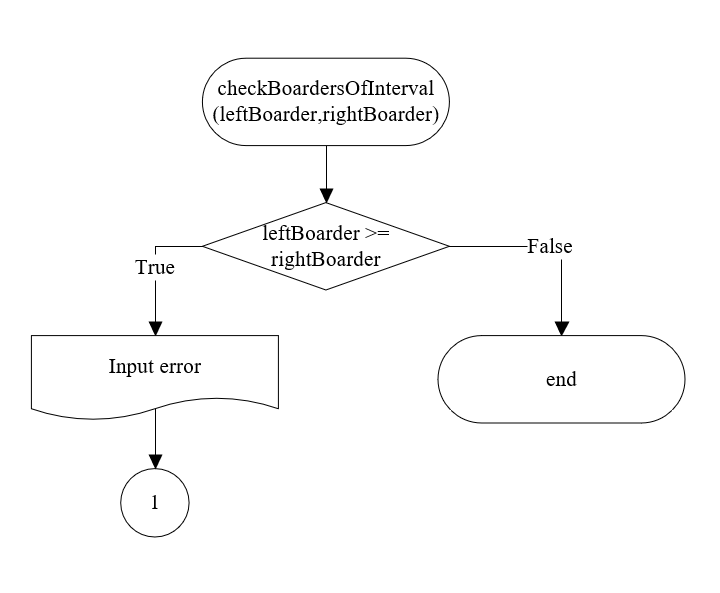 checkBoardersOfInterval
(leftBoarder,rightBoarder)
leftBoarder >=
rightBoarder
True
False
Input error
end
1